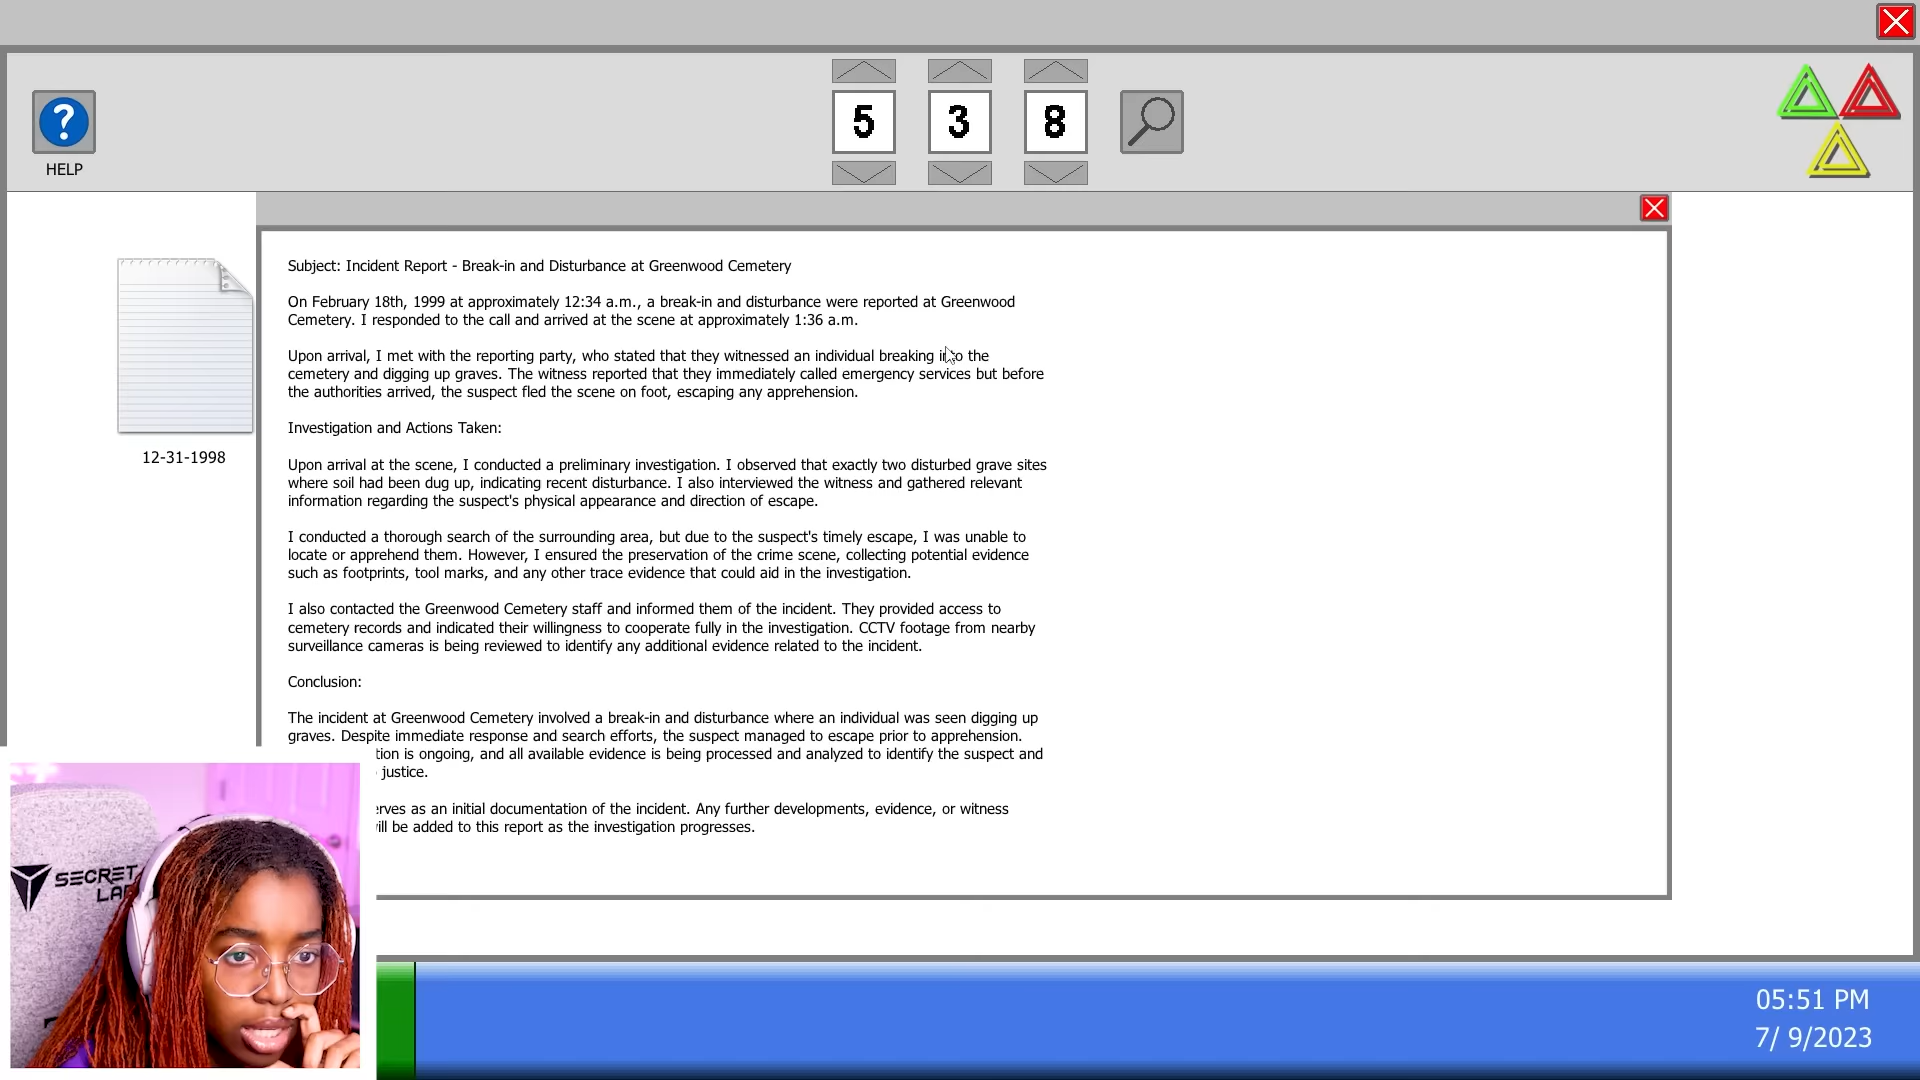 5 3 8
?
HELP
Subject: Incident Report - Break-in and Disturbance at Greenwood Cemetery
On February 18th, 1999 at approximately 12:34 a.m., a break-in and disturbance were reported at Greenwood
Cemetery. I responded to the call and arrived at the scene at approximately 1:36 a.m.
Upon arrival, I met with the reporting party, who stated that they witnessed an individual breaking into the
cemetery and digging up graves. The witness reported that they immediately called emergency services but before
the authorities arrived, the suspect fled the scene on foot, escaping any apprehension.
Investigation and Actions Taken:
Upon arrival at the scene, I conducted a preliminary investigation. I observed that exactly two disturbed grave sites
where soil had been dug up, indicating recent disturbance. I also interviewed the witness and gathered relevant
information regarding the suspect's physical appearance and direction of escape.
I conducted a thorough search of the surrounding area, but due to the suspect's timely escape, I was unable to
locate or apprehend them. However, I ensured the preservation of the crime scene, collecting potential evidence
such as footprints, tool marks, and any other trace evidence that could aid in the investigation.
I also contacted the Greenwood Cemetery staff and informed them of the incident. They provided access to
cemetery records and indicated their willingness to cooperate fully in the investigation. CCTV footage from nearby
surveillance cameras is being reviewed to identify any additional evidence related to the incident.
Conclusion:
The incident at Greenwood Cemetery involved a break-in and disturbance where an individual was seen digging up
graves. Despite immediate response and search efforts, the suspect managed to escape prior to apprehension.
tion is ongoing, and all available evidence is being processed and analyzed to identify the suspect and
justice.
erves as an initial documentation of the incident. Any further developments, evidence, or witness
ill be added to this report as the investigation progresses.
12-31-1998
SECRET
LAB
05:51 PM
7/ 9/2023